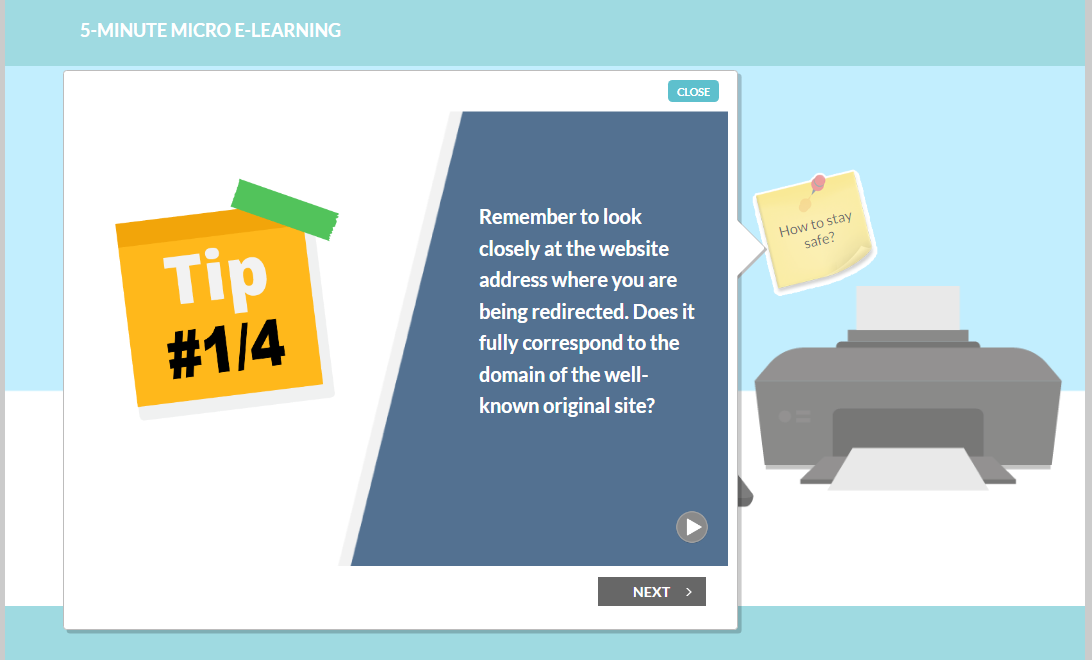 5-MINUTE MICRO E-LEARNING
CLOSE
Tip
#1/4
Remember to look
closely at the website
address where you are
being redirected. Does it
fully correspond to the
domain of the well-
known original site?
How to stay
safe?
NEXT >